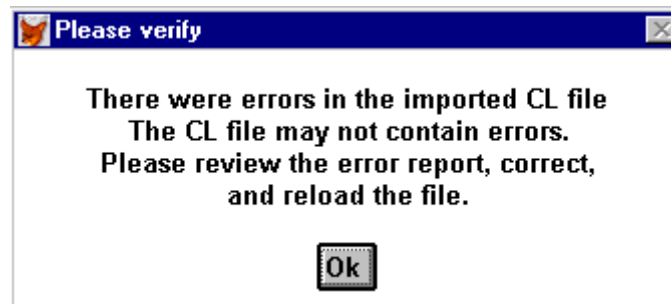 Please verify
There were errors in the imported CL file
The CL file may not contain errors.
Please review the error report, correct,
and reload the file.
Ok